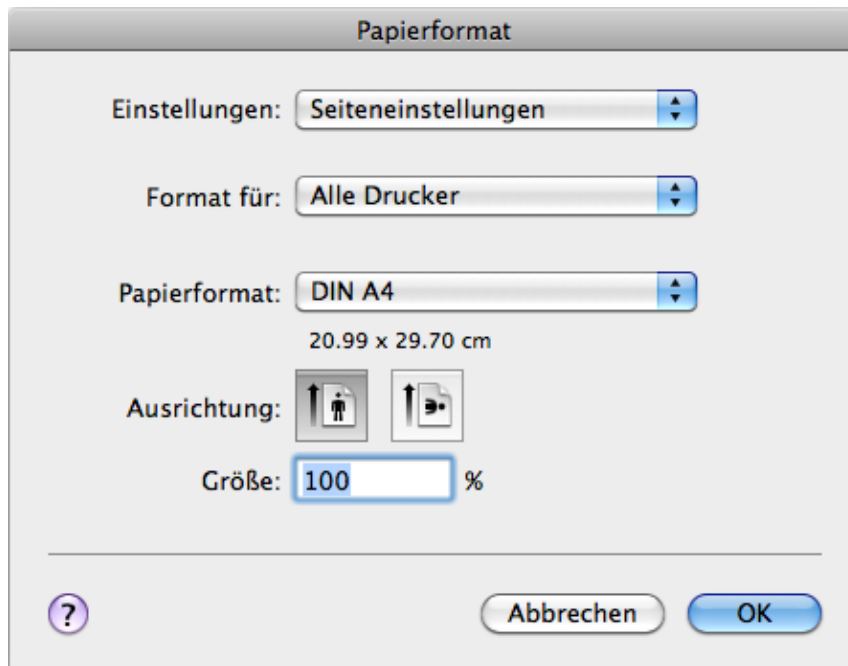 Papierformat
Einstellungen: Seiteneinstellungen
Format für: Alle Drucker
Papierformat: DIN A4
20.99 x 29.70 cm
Ausrichtung:
Größe: 100 %
? Abbrechen OK